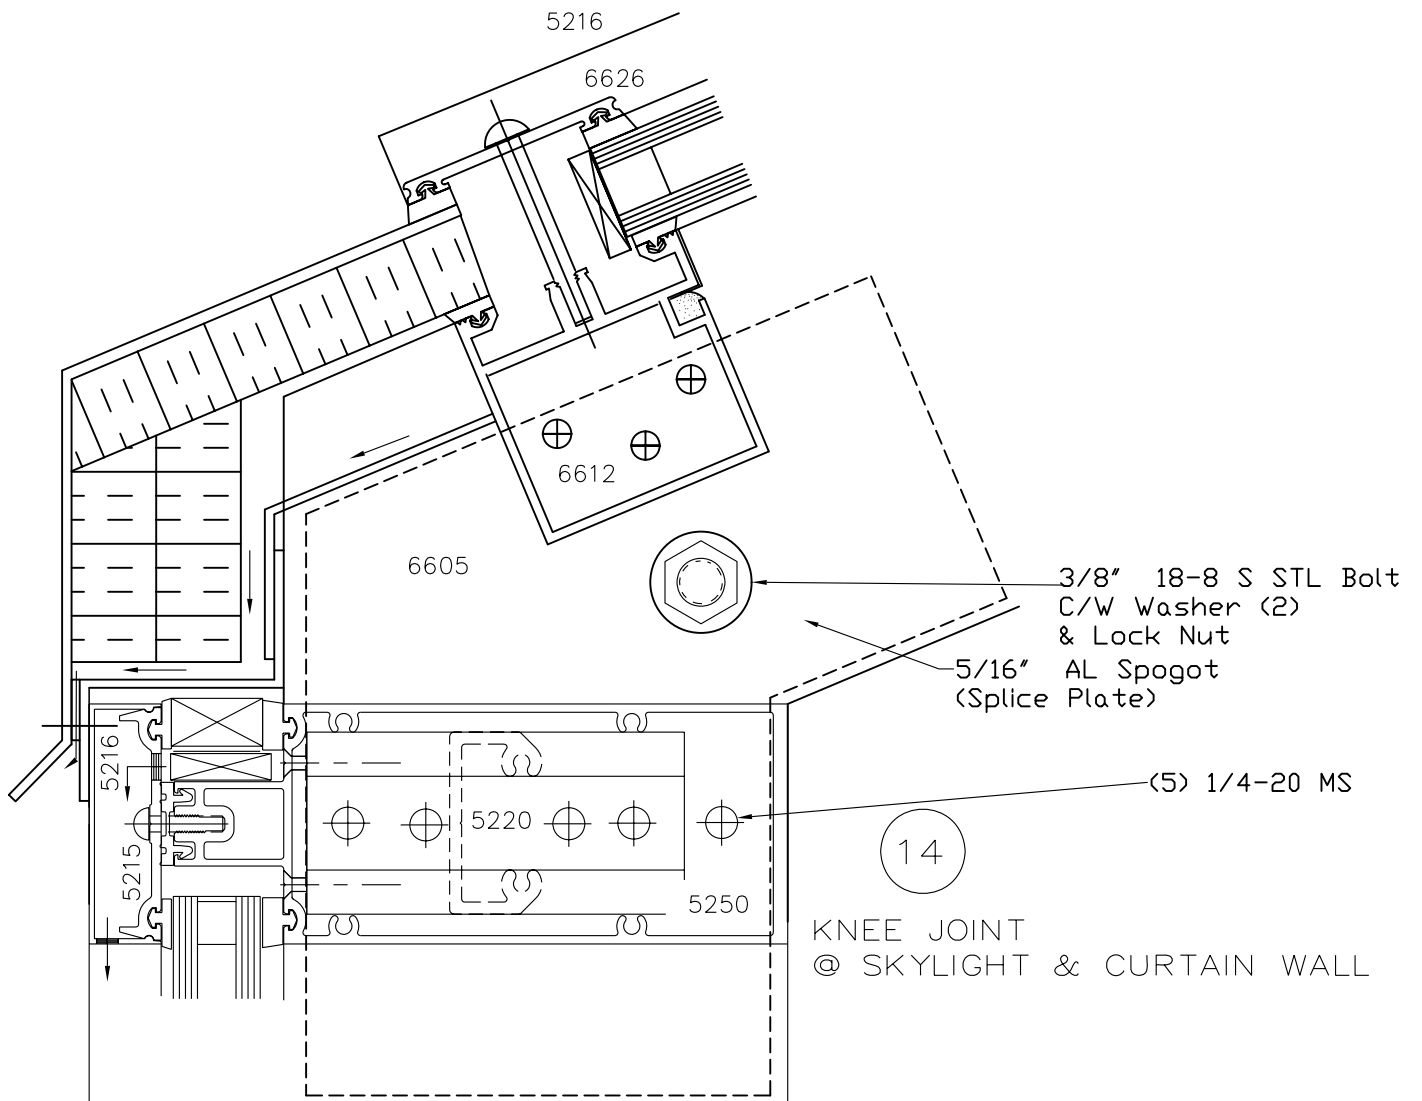 5216
6626
6612
6605
3/8" 18-8 S STL Bolt
C/W Washer (2)
& Lock Nut
5/16" AL Spogot
(Splice Plate)
5216
(5) 1/4-20 MS
5220
14
5215
5250
KNEE JOINT
@ SKYLIGHT & CURTAIN WALL